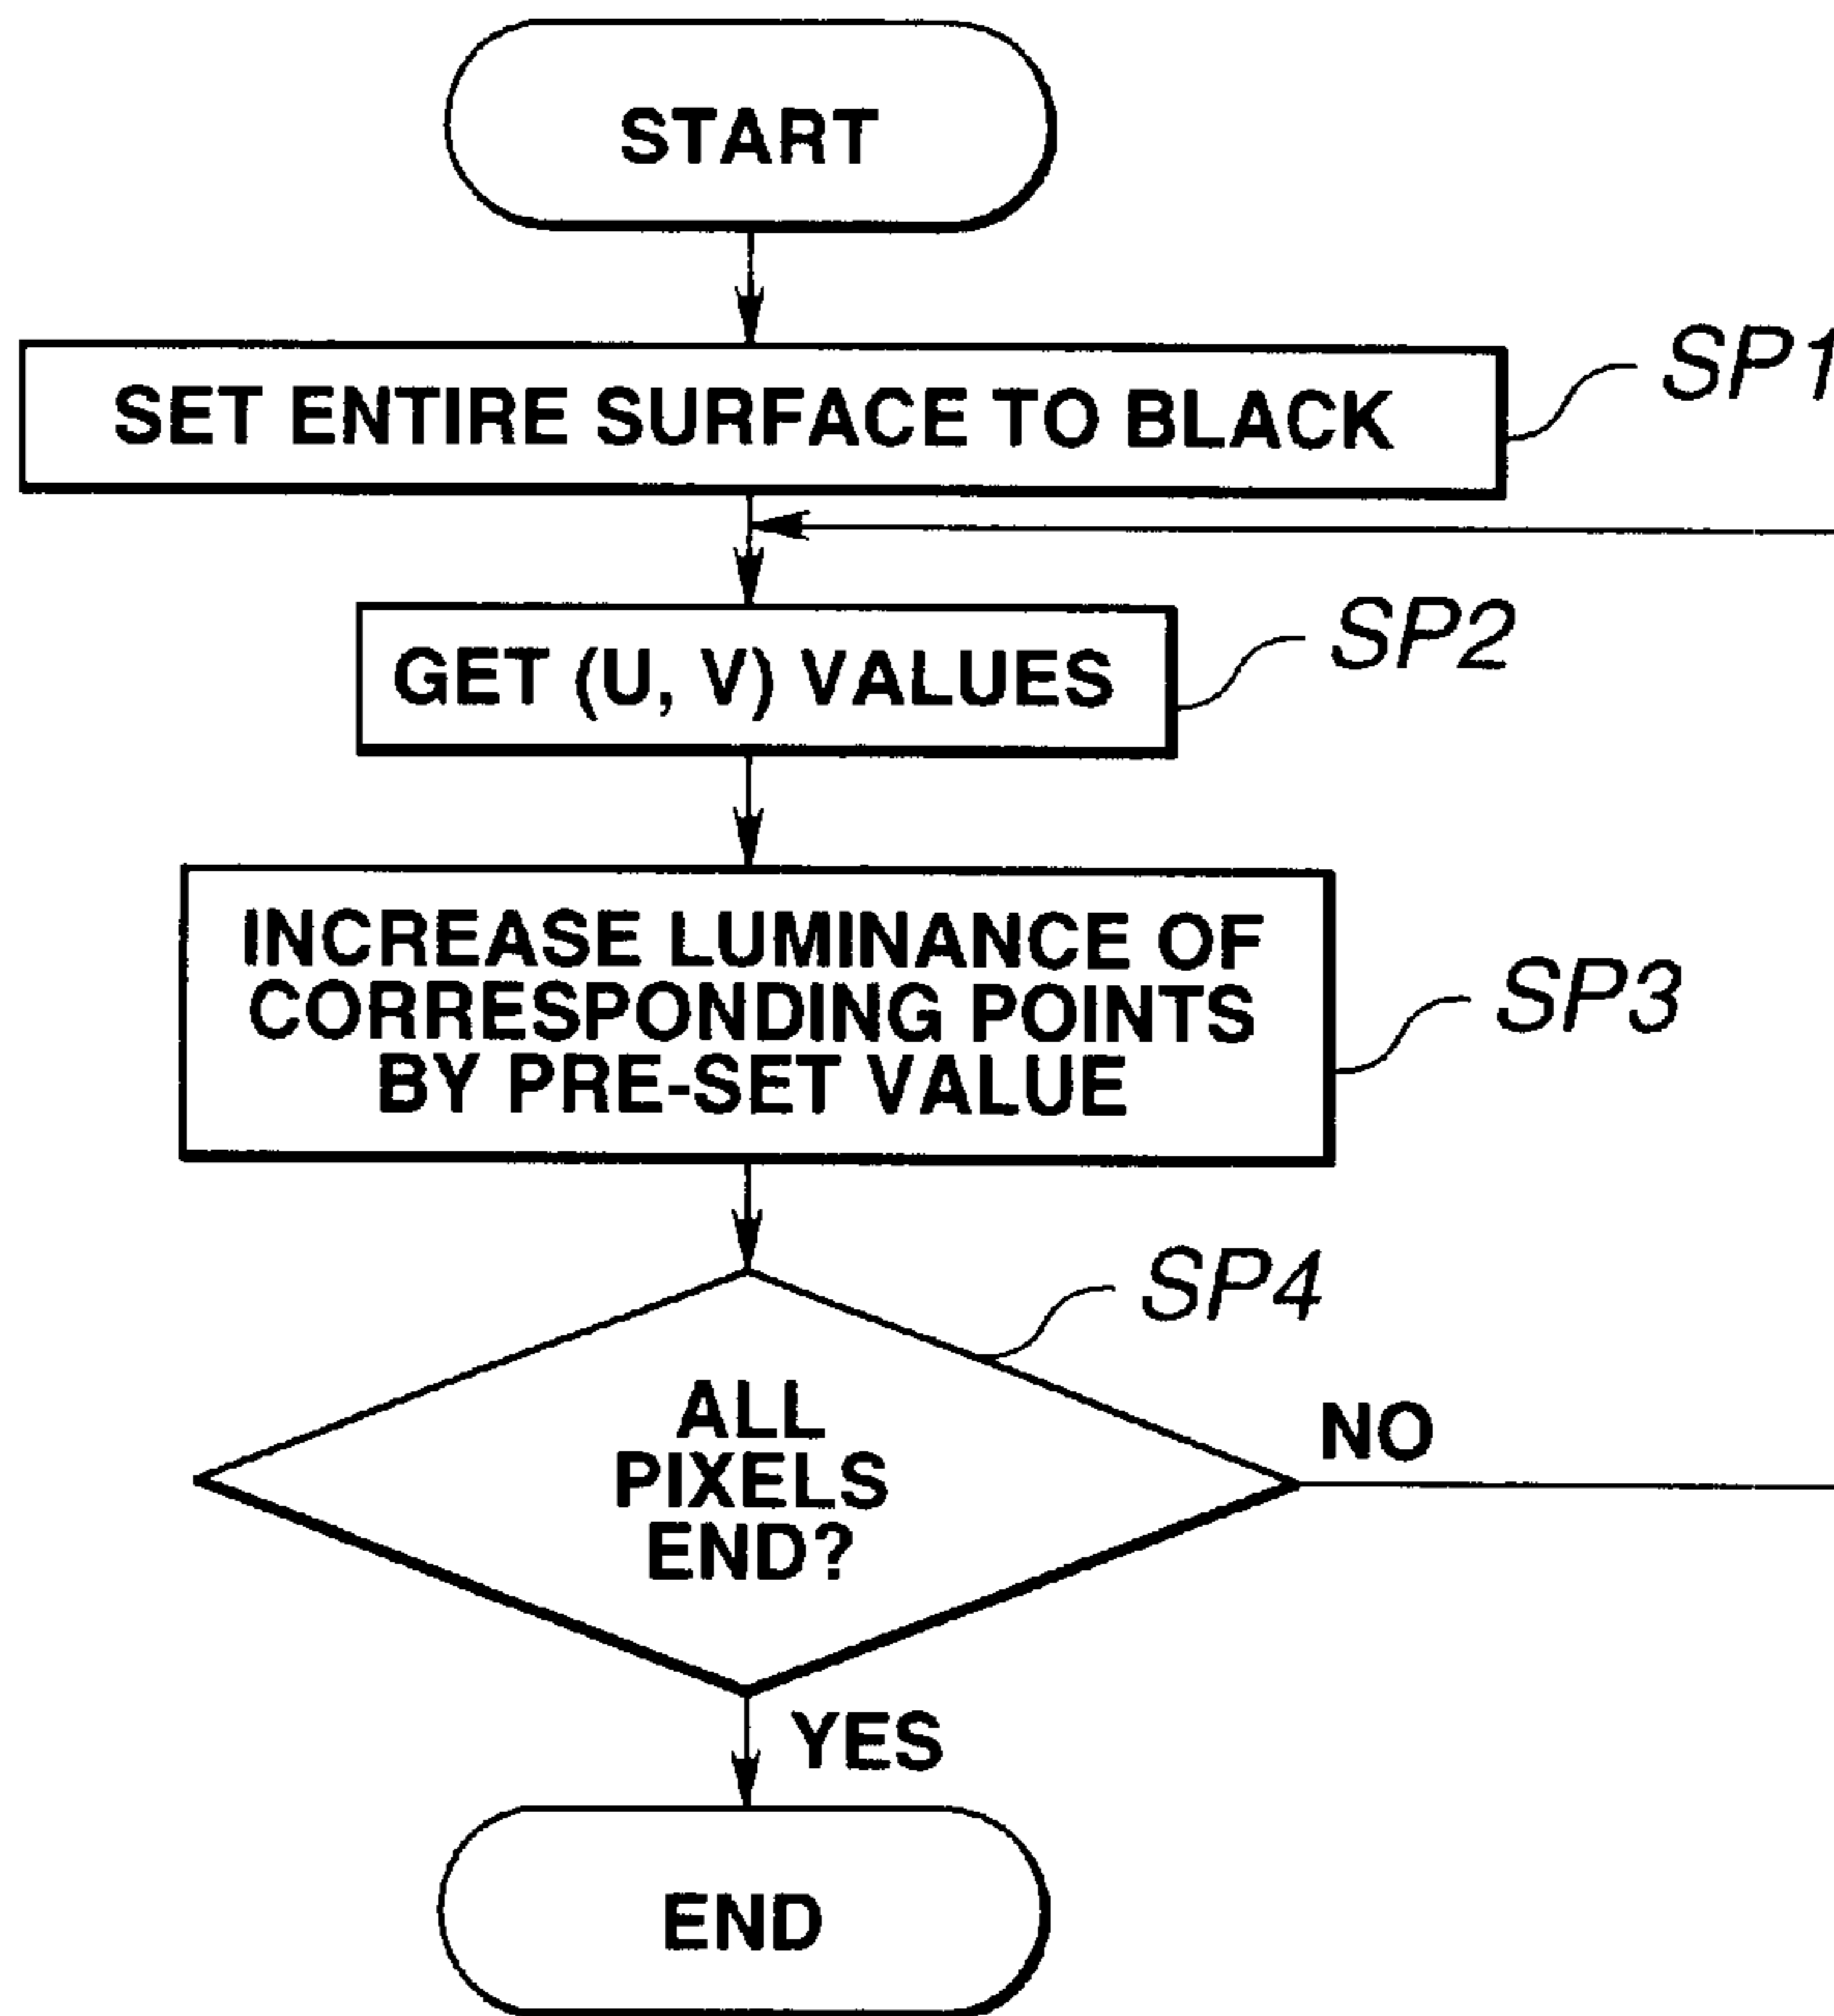 START
SET ENTIRE SURFACE TO BLACK
SP1
GET (U, V) VALUES
SP2
INCREASE LUMINANCE OF
CORRESPONDING POINTS
BY PRE-SET VALUE
SP3
SP4
ALL
PIXELS
END?
NO
YES
END